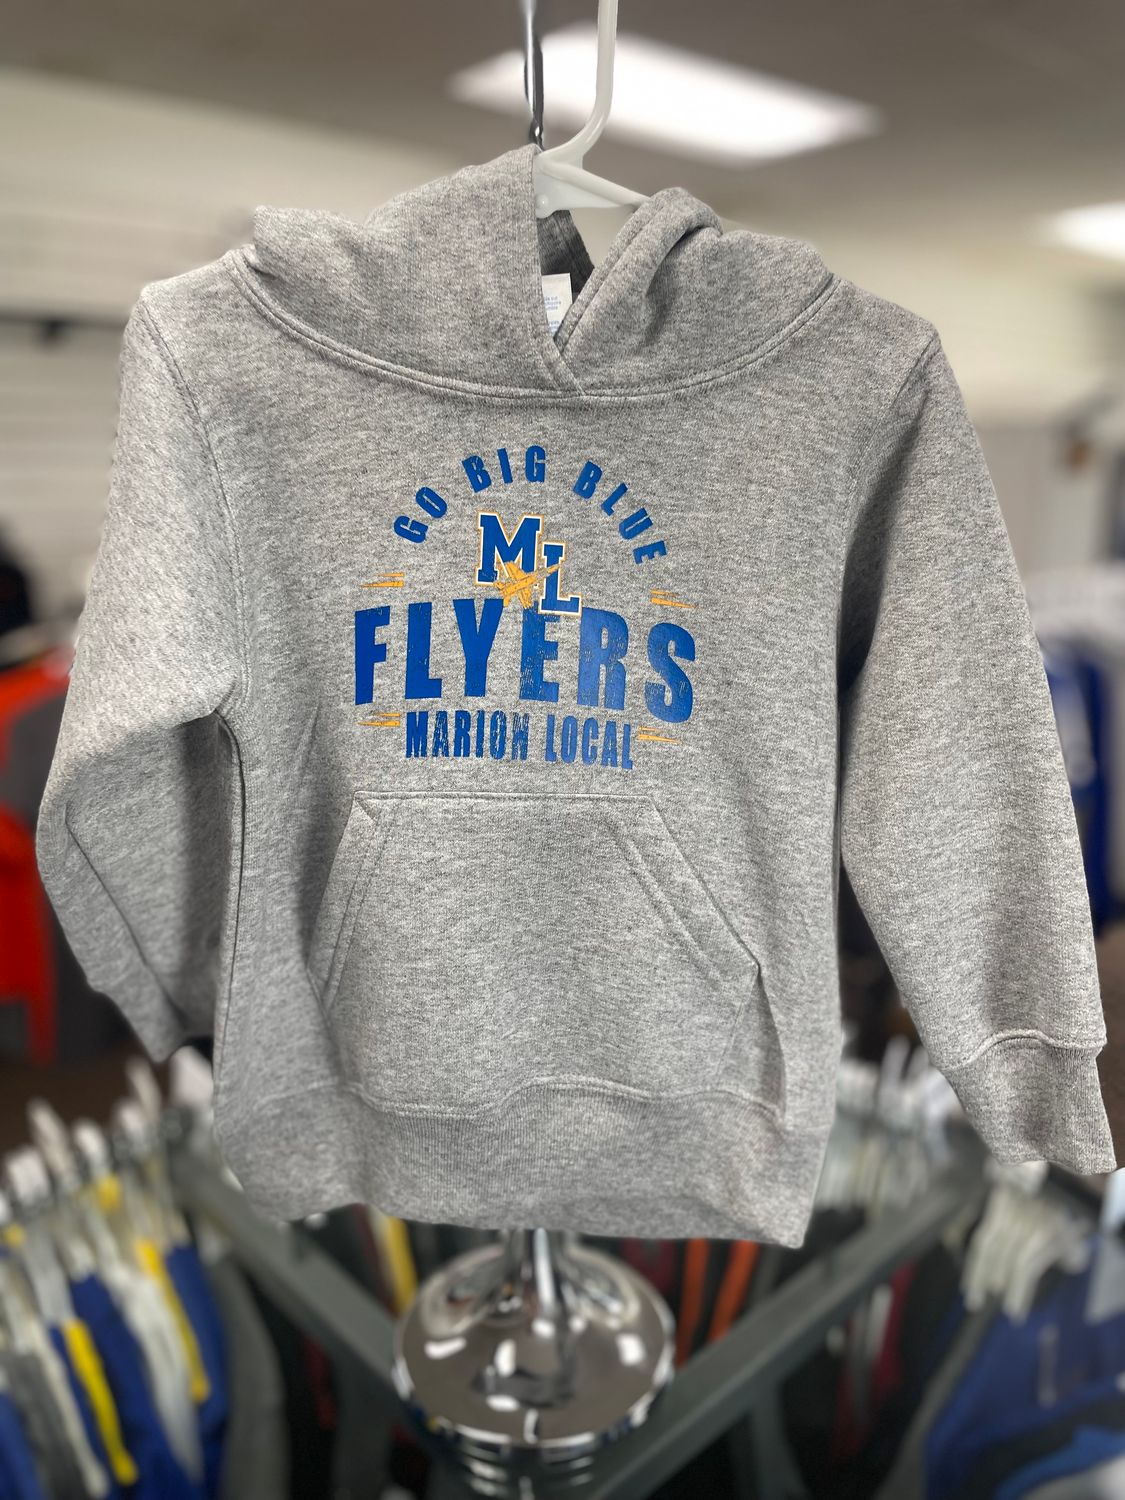 GO BIG BLUE
ML
FLYERS
MARION LOCAL